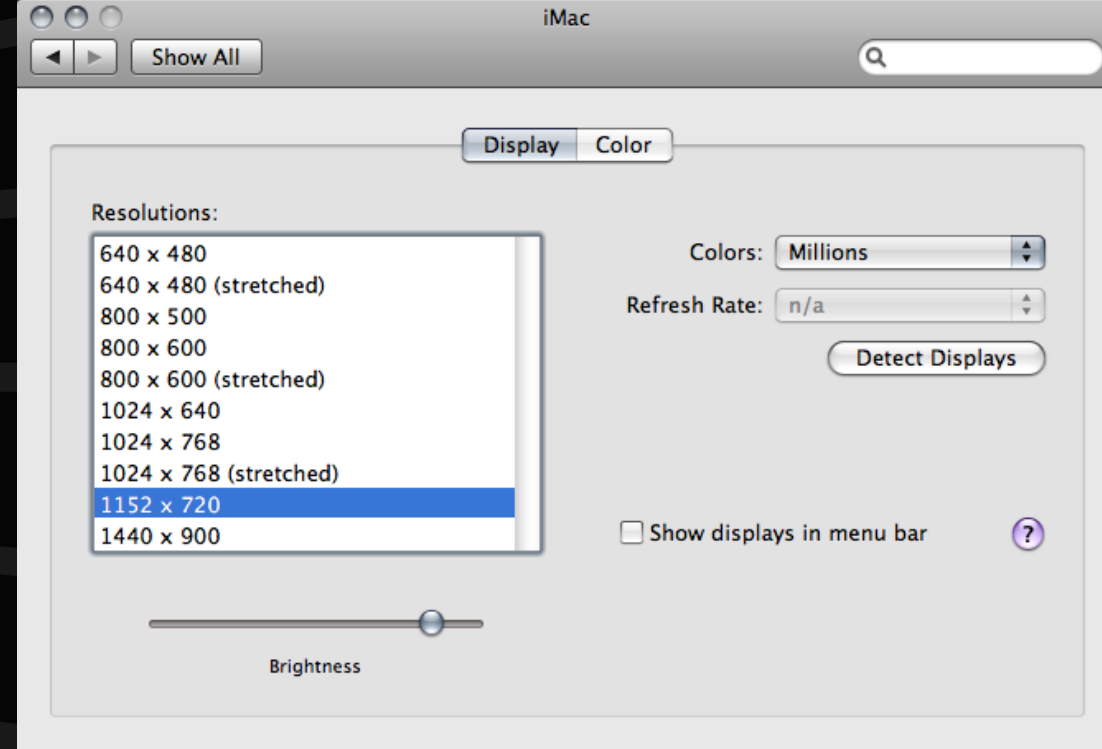 iMac
Show All
Display Color
Resolutions:
640 x 480
640 x 480 (stretched)
800 x 500
800 x 600
800 x 600 (stretched)
1024 x 640
1024 x 768
1024 x 768 (stretched)
1152 x 720
1440 x 900
Brightness
Colors: Millions
Refresh Rate: n/a
Detect Displays
Show displays in menu bar ?